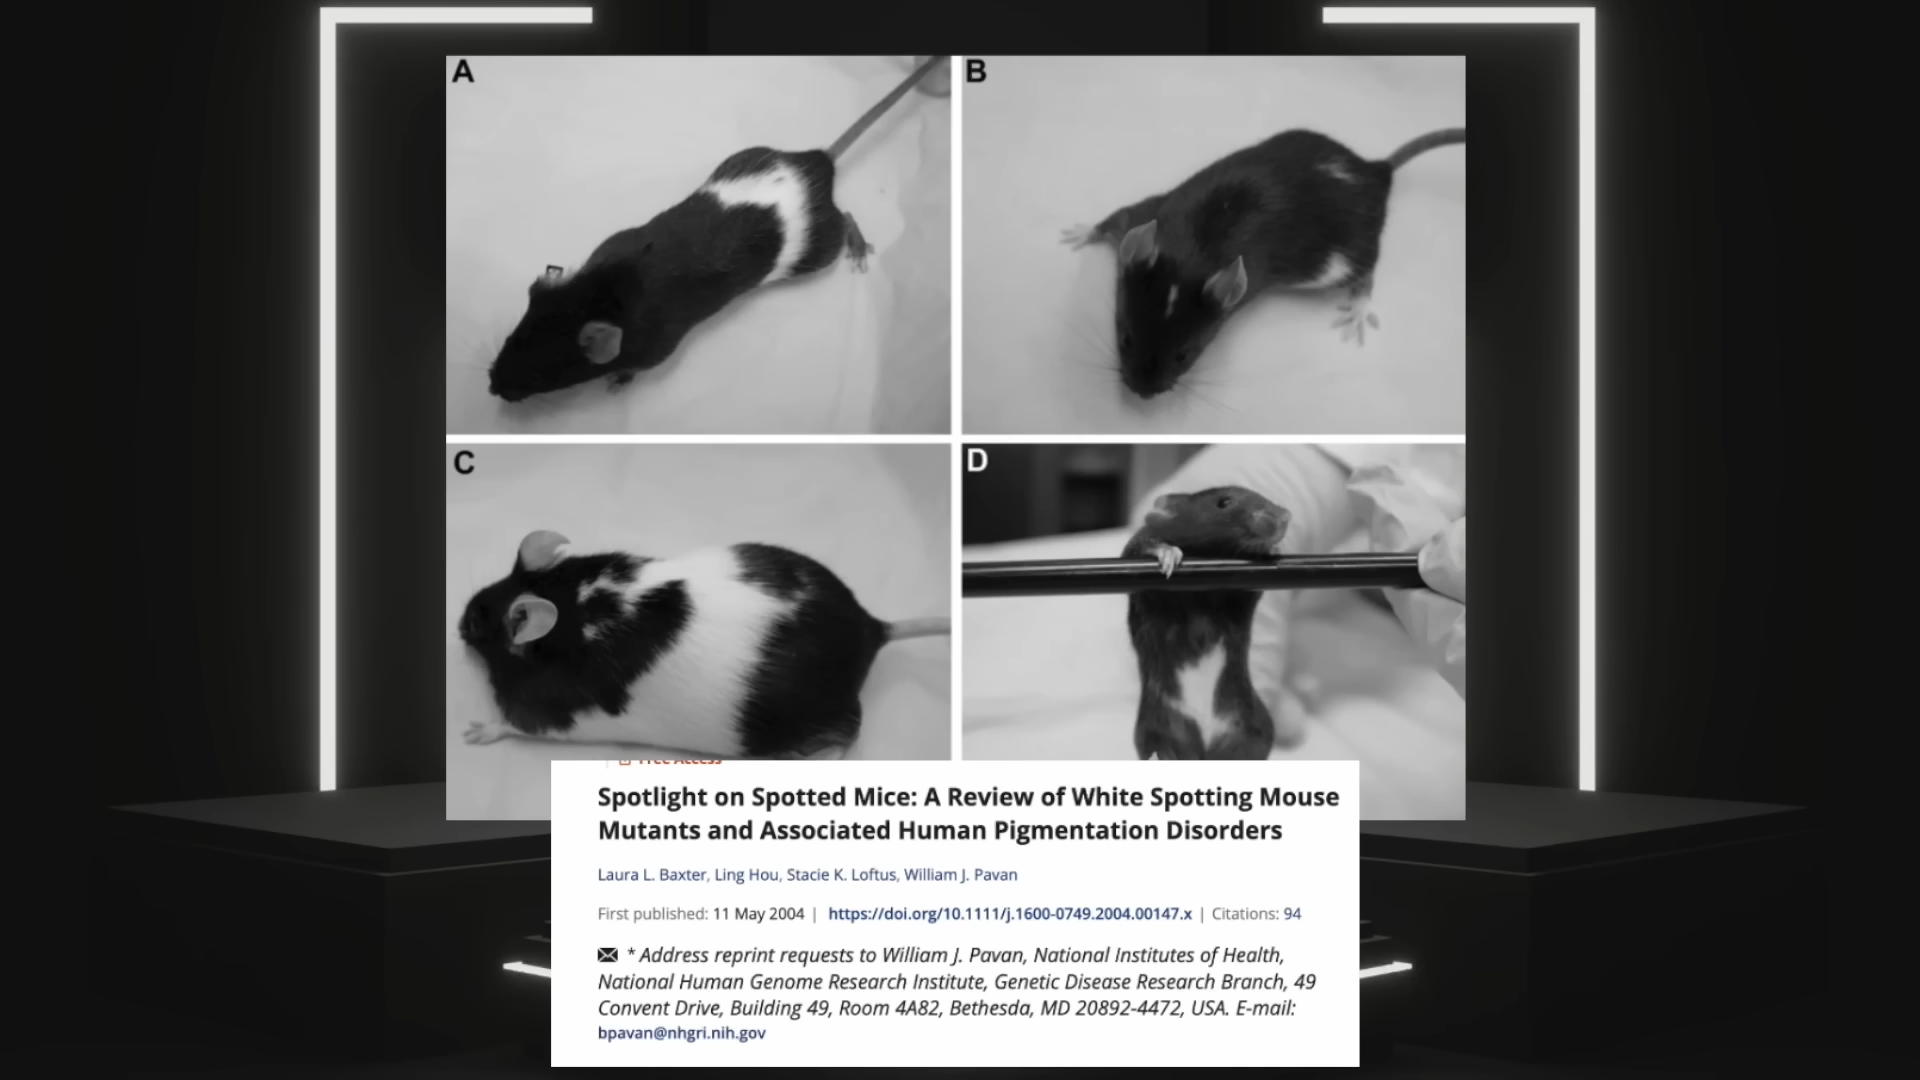 A
B
C
D
Free Access
Spotlight on Spotted Mice: A Review of White Spotting Mouse
Mutants and Associated Human Pigmentation Disorders
Laura L. Baxter, Ling Hou, Stacie K. Loftus, William J. Pavan
First published: 11 May 2004 | https://doi.org/10.1111/j.1600-0749.2004.00147.x | Citations: 94
* Address reprint requests to William J. Pavan, National Institutes of Health,
National Human Genome Research Institute, Genetic Disease Research Branch, 49
Convent Drive, Building 49, Room 4A82, Bethesda, MD 20892-4472, USA. E-mail:
bpavan@nhgri.nih.gov